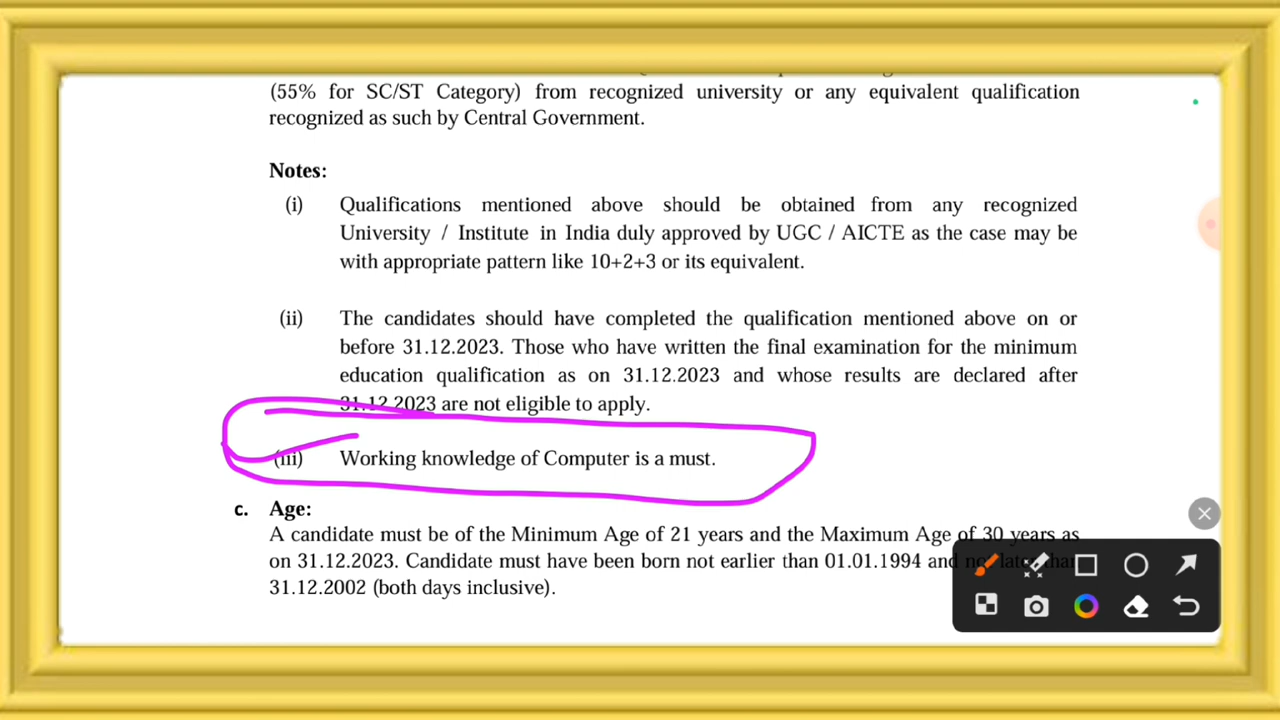 (55% for SC/ST Category) from recognized university or any equivalent qualification
recognized as such by Central Government.
Notes:
(i) Qualifications mentioned above should be obtained from any recognized
University / Institute in India duly approved by UGC / AICTE as the case may be
with appropriate pattern like 10+2+3 or its equivalent.
(ii) The candidates should have completed the qualification mentioned above on or
before 31.12.2023. Those who have written the final examination for the minimum
education qualification as on 31.12.2023 and whose results are declared after
31.12.2023 are not eligible to apply.
(iii) Working knowledge of Computer is a must.
c. Age:
A candidate must be of the Minimum Age of 21 years and the Maximum Age of 30 years as
on 31.12.2023. Candidate must have been born not earlier than 01.01.1994 and not later than
31.12.2002 (both days inclusive).